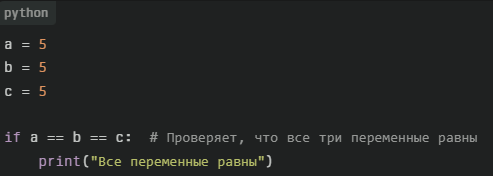 python
a = 5
b = 5
c = 5
if a == b == c:  # Проверяет, что все три переменные равны
    print("Все переменные равны")